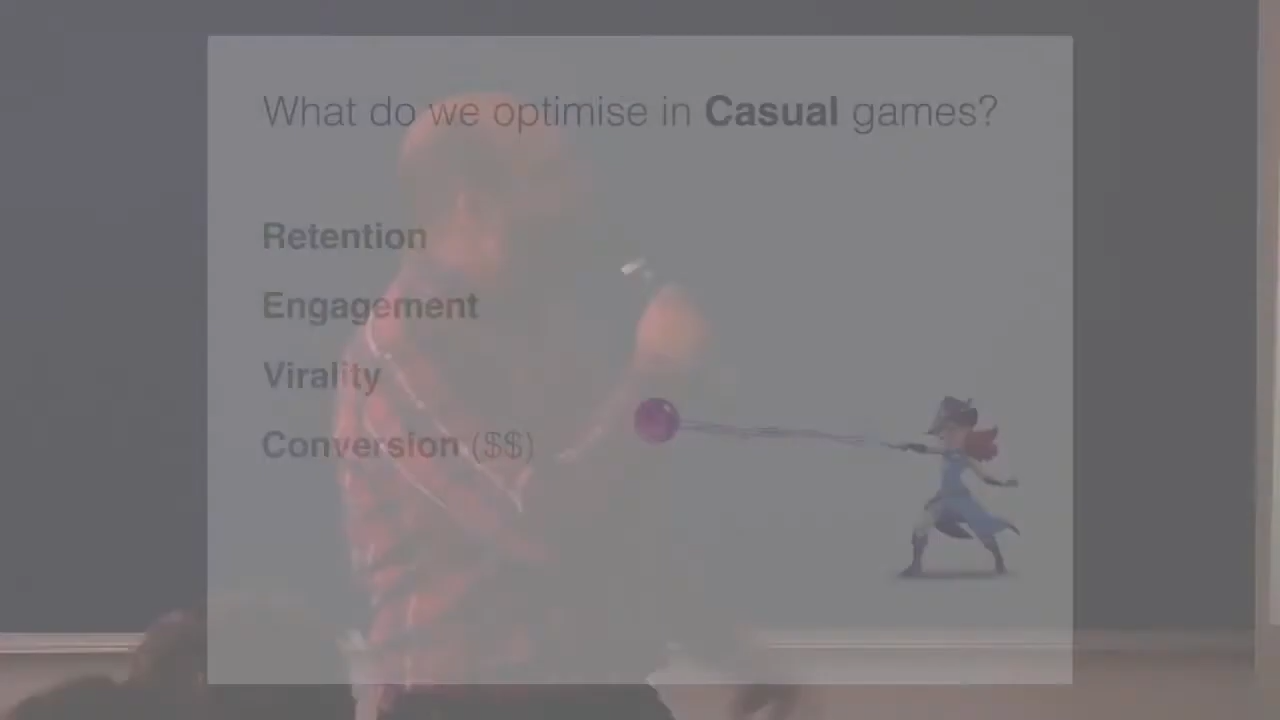 What do we optimise in Casual games?
Retention
Engagement
Virality
Conversion ($$)